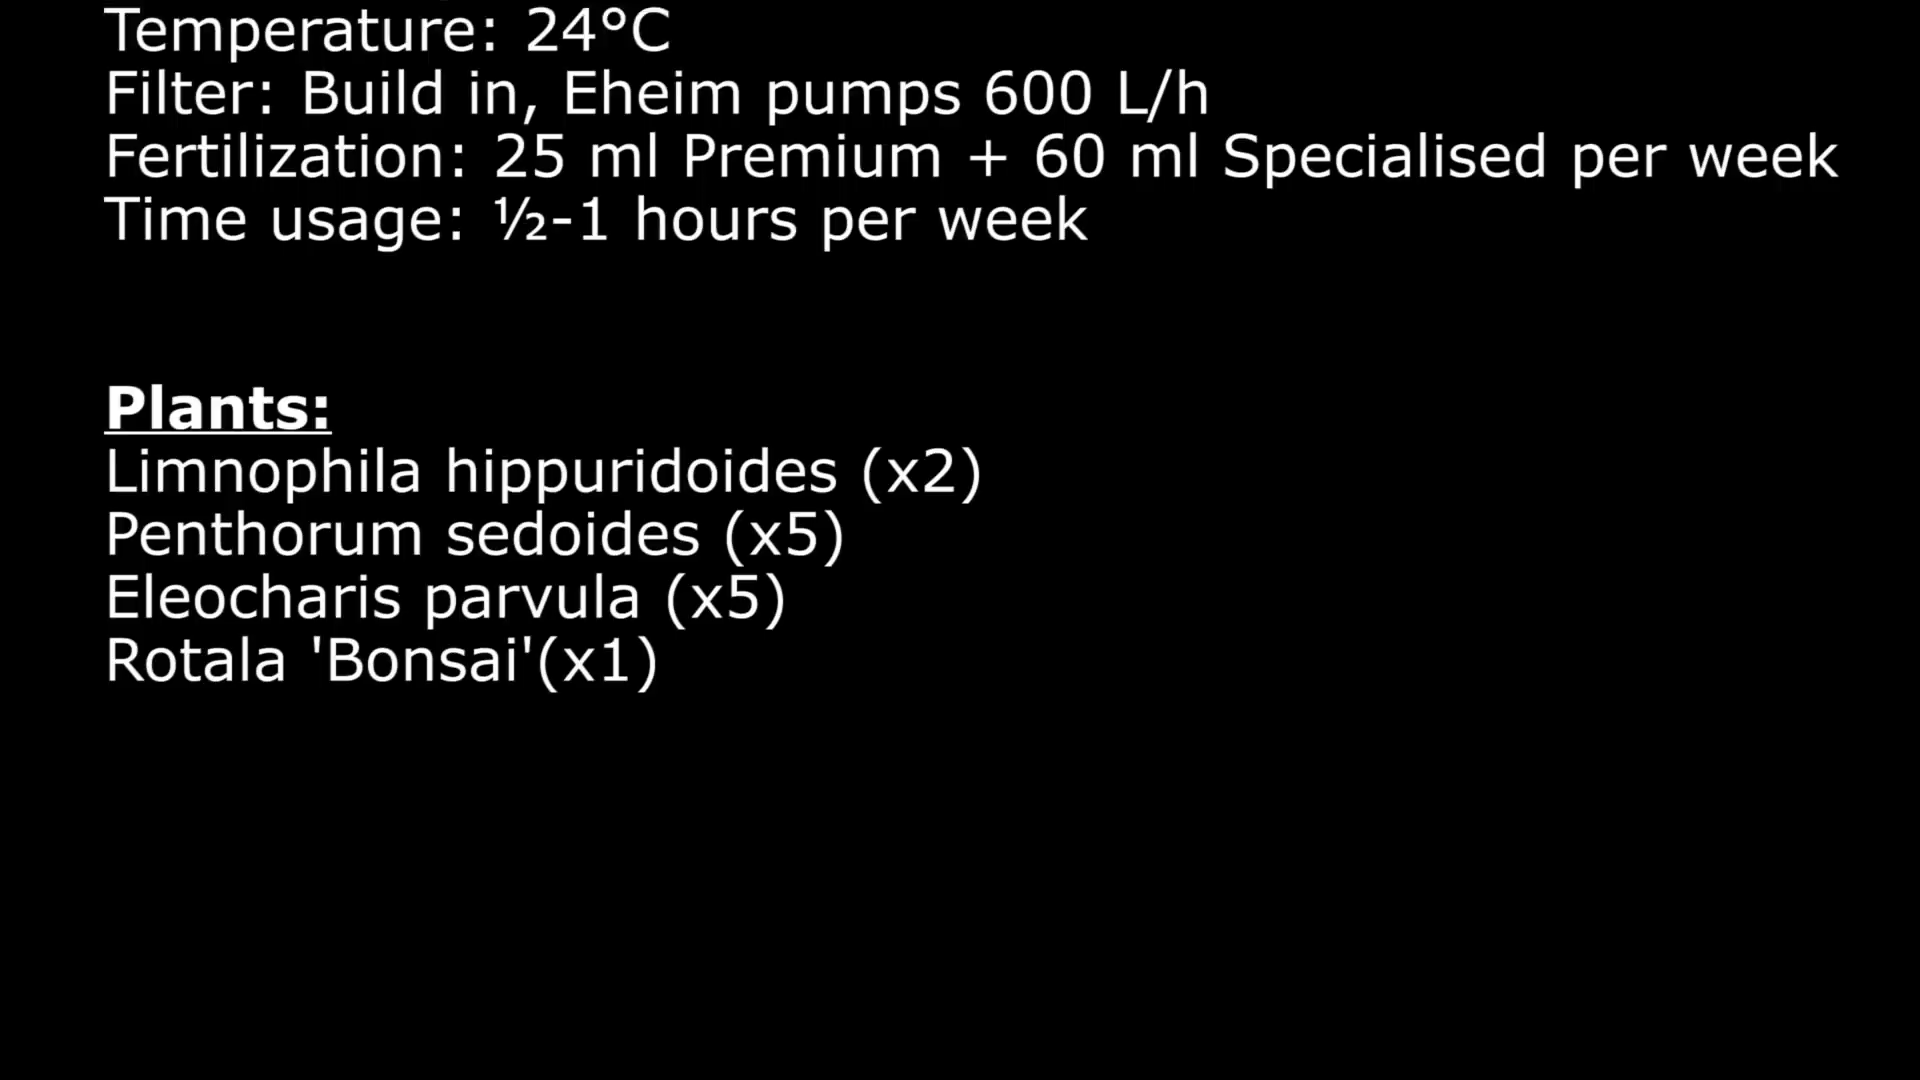 Temperature: 24°C
Filter: Build in, Eheim pumps 600 L/h
Fertilization: 25 ml Premium + 60 ml Specialised per week
Time usage: ½-1 hours per week
Plants:
Limnophila hippuridoides (x2)
Penthorum sedoides (x5)
Eleocharis parvula (x5)
Rotala 'Bonsai'(x1)